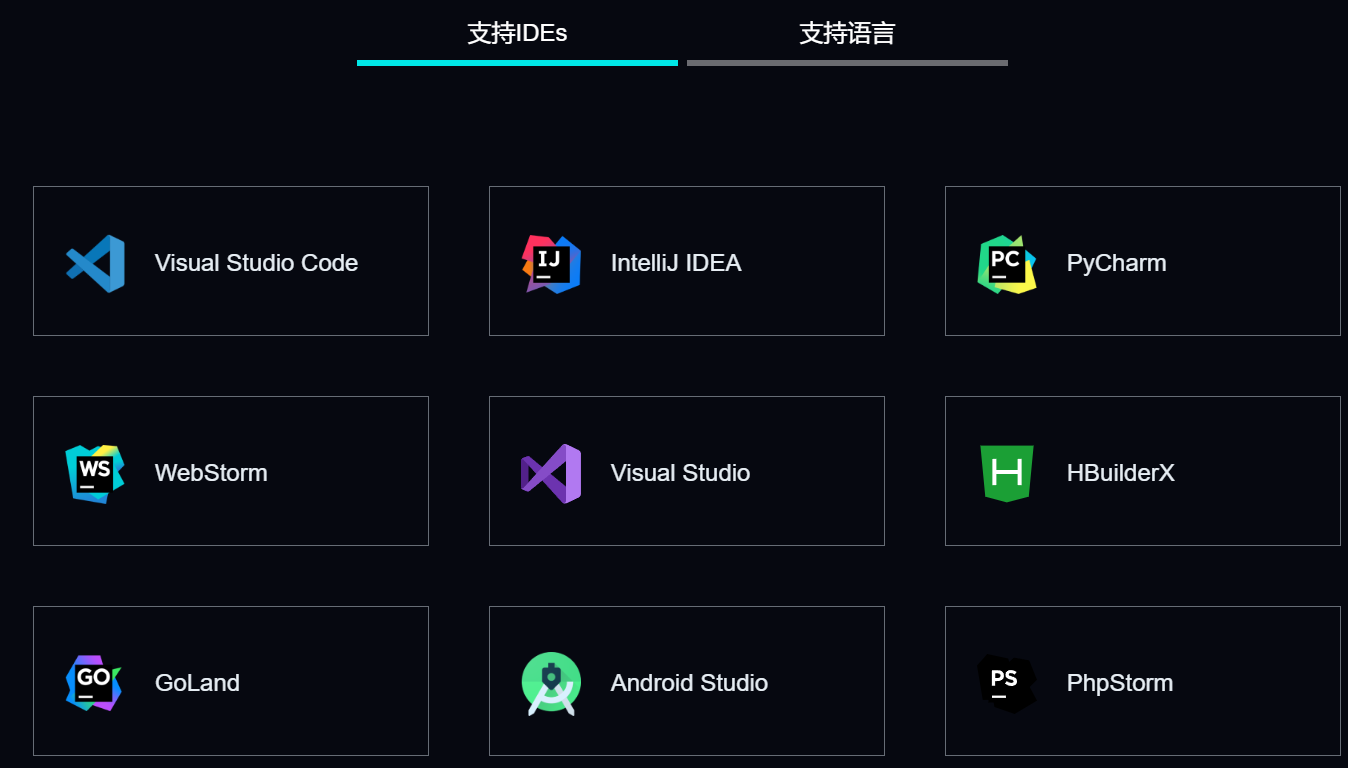 支持IDEs 支持语言
Visual Studio Code
IJ
IntelliJ IDEA
PC
PyCharm
WS
WebStorm
Visual Studio
H
HBuilderX
GO
GoLand
Android Studio
PS
PhpStorm